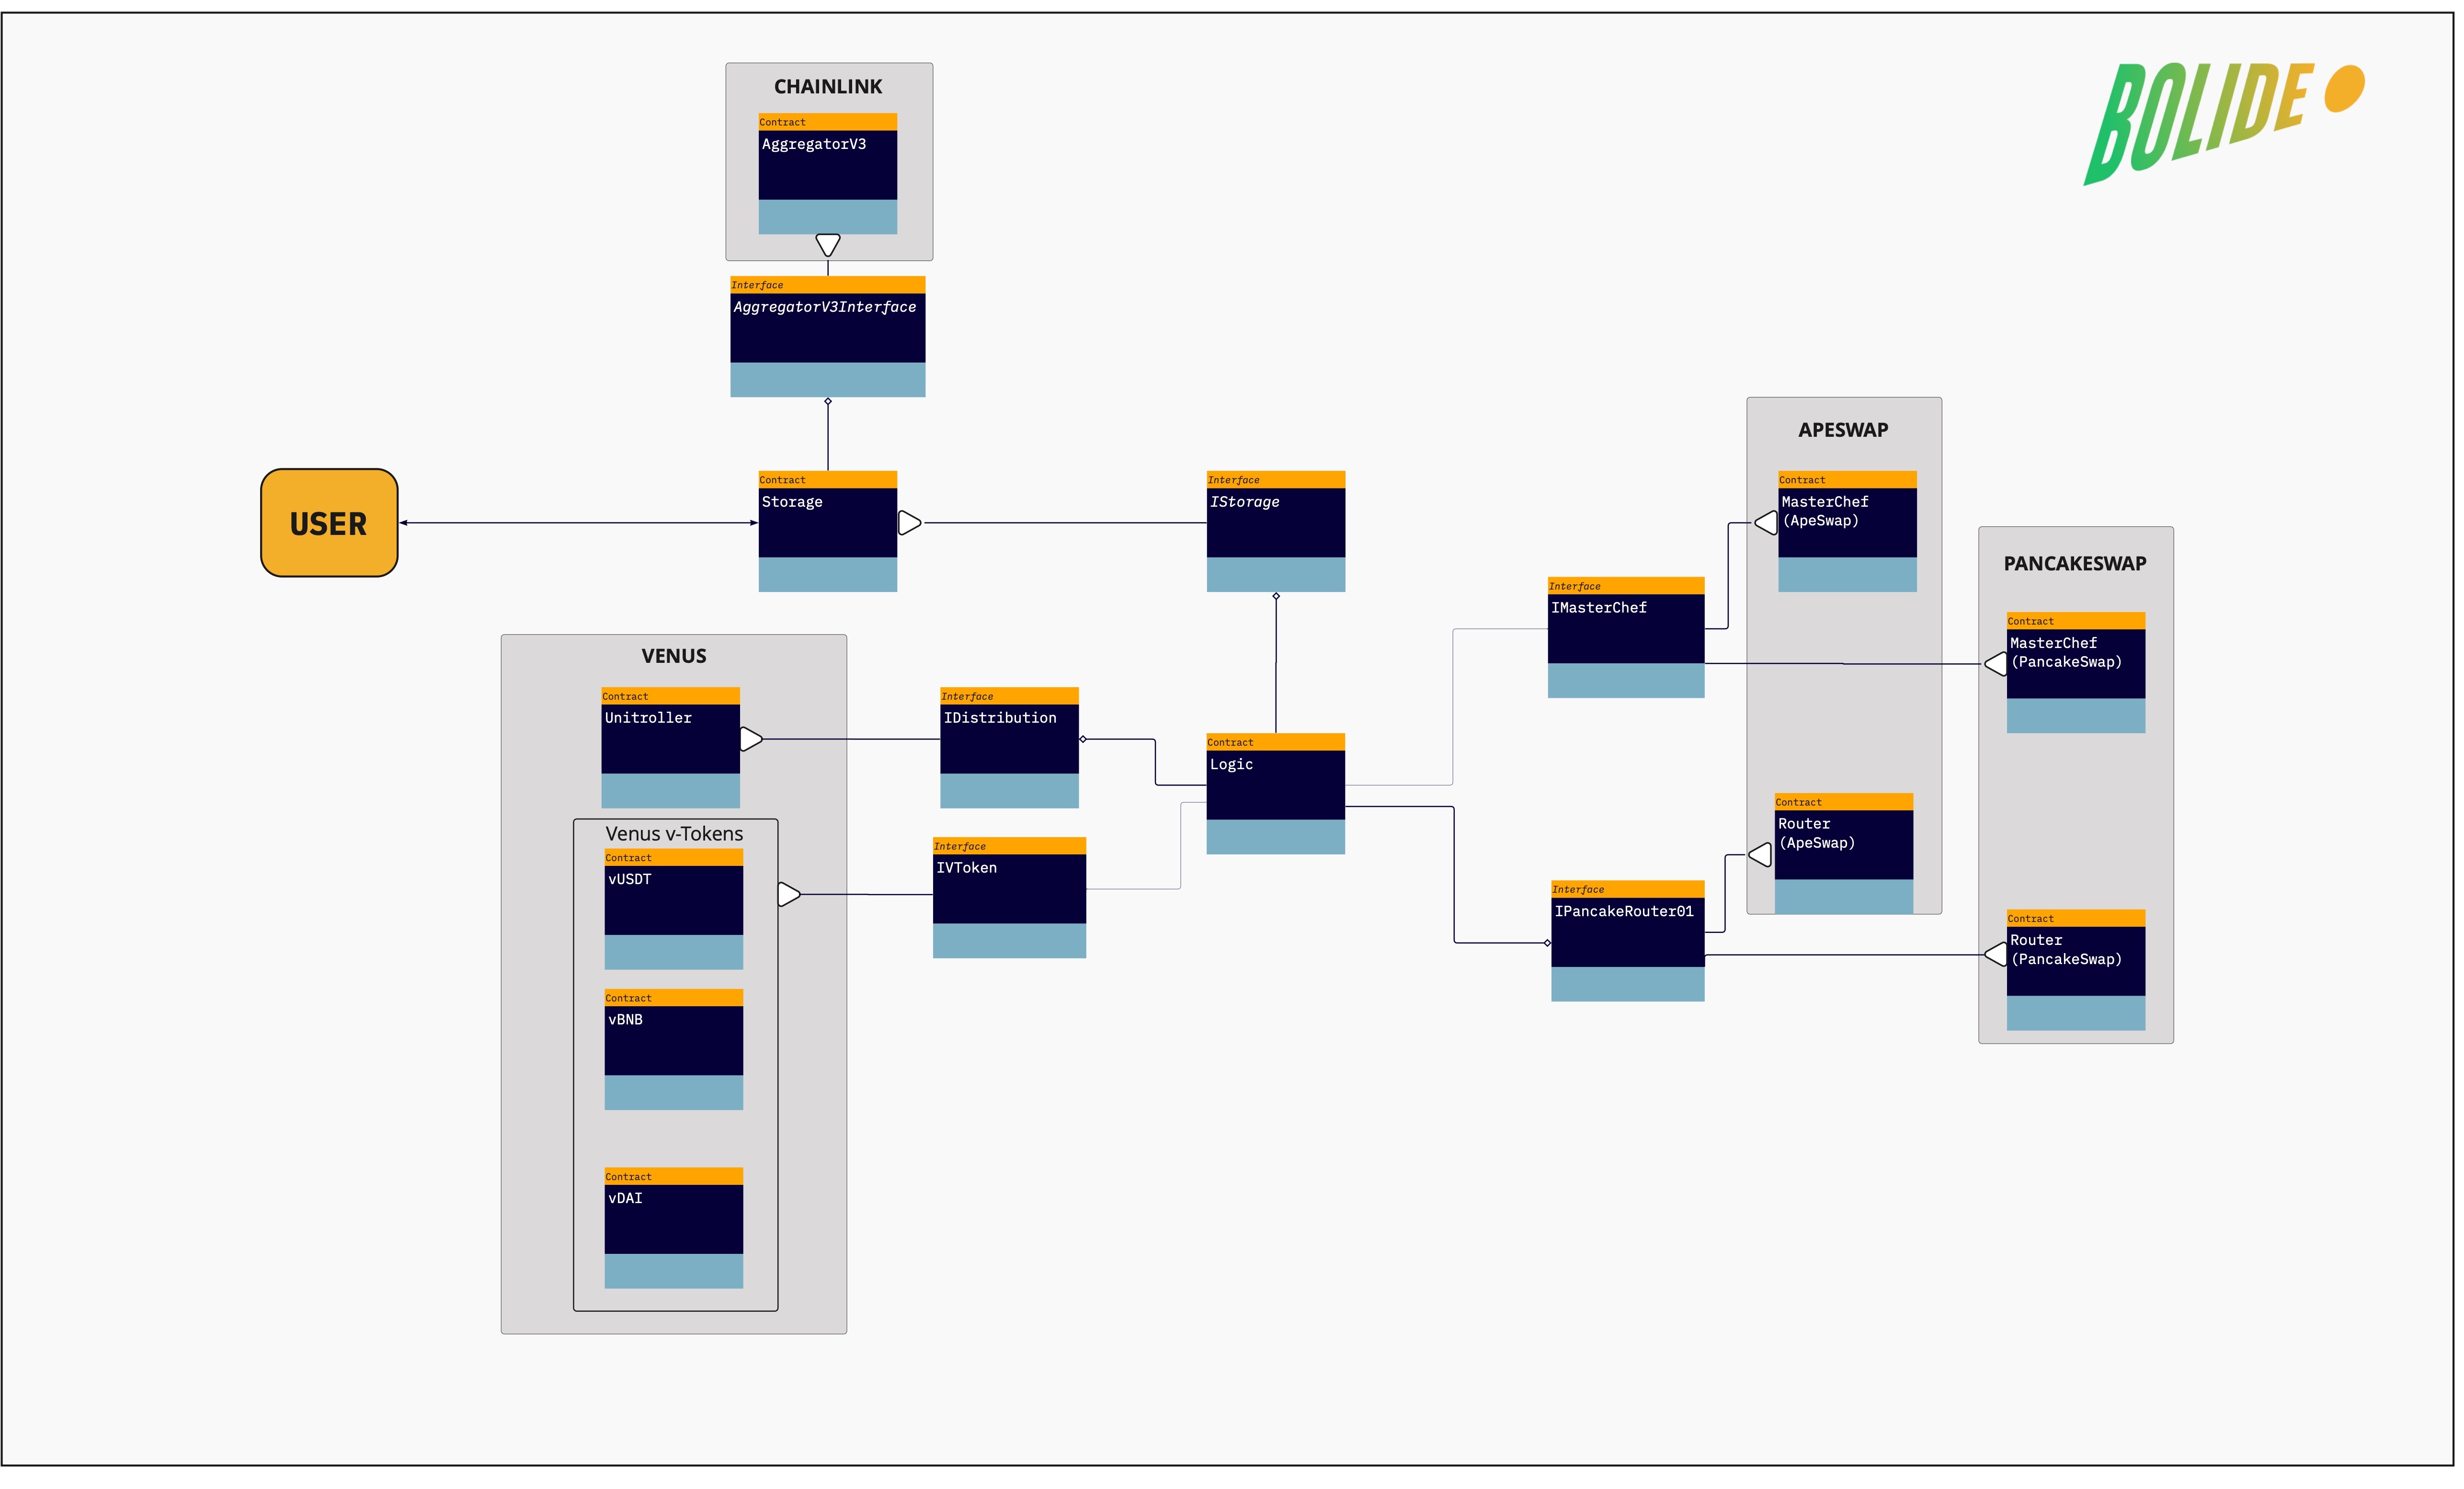 BOLIDE
CHAINLINK
Contract
AggregatorV3
Interface
AggregatorV3Interface
USER
Contract
Storage
Interface
IStorage
APESWAP
Contract
MasterChef
(ApeSwap)
PANCAKESWAP
Interface
IMasterChef
Contract
MasterChef
(PancakeSwap)
VENUS
Contract
Unitroller
Interface
IDistribution
Contract
Logic
Contract
Router
(ApeSwap)
Venus v-Tokens
Contract
vUSDT
Interface
IVToken
Interface
IPancakeRouter01
Contract
Router
(PancakeSwap)
Contract
vBNB
Contract
vDAI